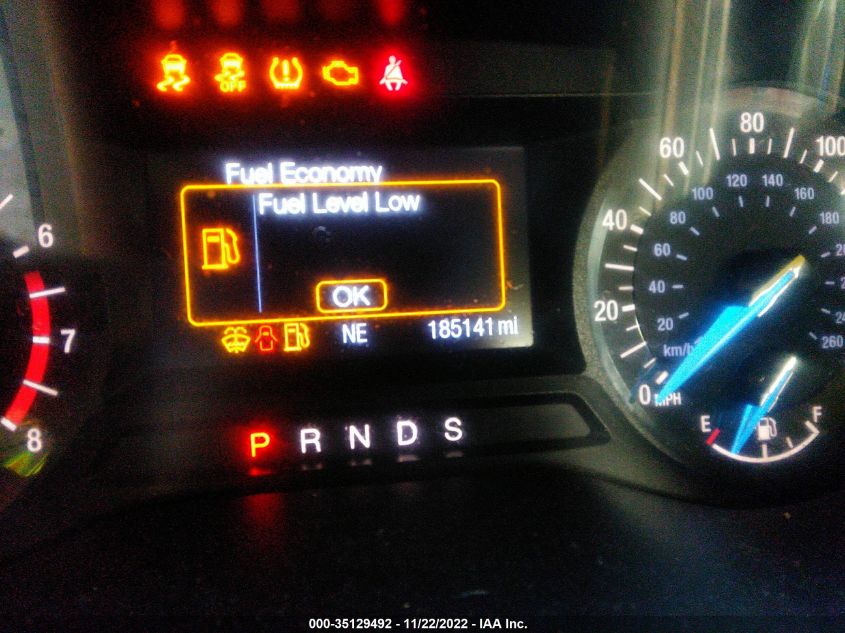 OFF
Fuel Economy
Fuel Level Low
OK
NE 185141 mi
P R N D S
6
7
8
0 20 40 60 80 100
20 40 60 80 100 120 140 160 180
260
km/h
MPH
E F
000-35129492 - 11/22/2022 - IAA Inc.